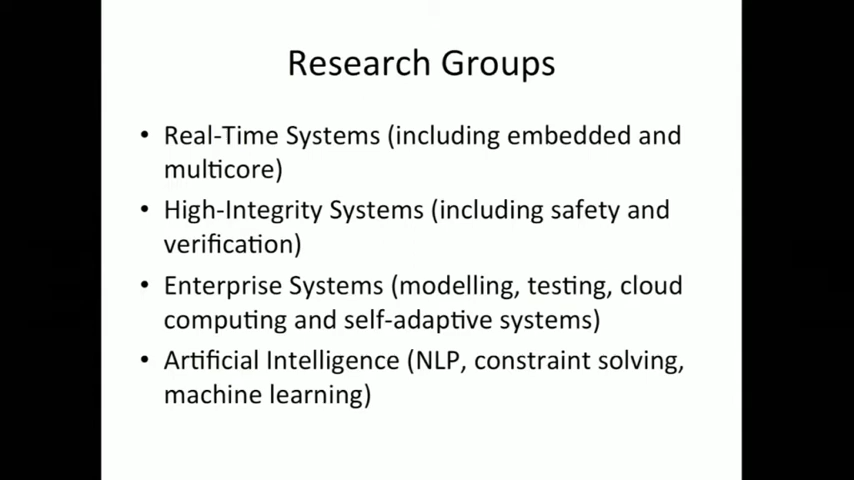 Research Groups
• Real-Time Systems (including embedded and
multicore)
• High-Integrity Systems (including safety and
verification)
• Enterprise Systems (modelling, testing, cloud
computing and self-adaptive systems)
• Artificial Intelligence (NLP, constraint solving,
machine learning)